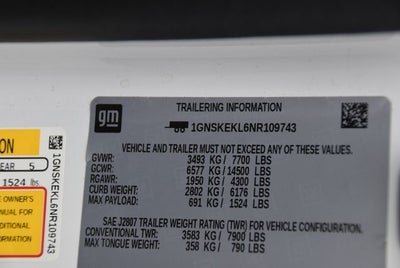 gm
TRAILERING INFORMATION
1GNSKEKL6NR109743
VEHICLE AND TRAILER MUST NOT EXCEED ANY OF THESE VALUES.
GVWR: 3493 KG/ 7700 LBS
GCWR: 6577 KG/14500 LBS
RGAWR: 1950 KG/ 4300 LBS
CURB WEIGHT: 2802 KG/ 6176 LBS
MAX PAYLOAD: 691 KG/ 1524 LBS
SAE J2807 TRAILER WEIGHT RATING (TWR) FOR VEHICLE CONFIGURATION.
CONVENTIONAL TWR: 3583 KG/ 7900 LBS
MAX TONGUE WEIGHT: 358 KG/ 790 LBS
ON
EAR 5
1524 lbs
OWNER'S
MANUAL FOR
ADDITIONAL
FORMATION
1GNSKEKL6NR109743